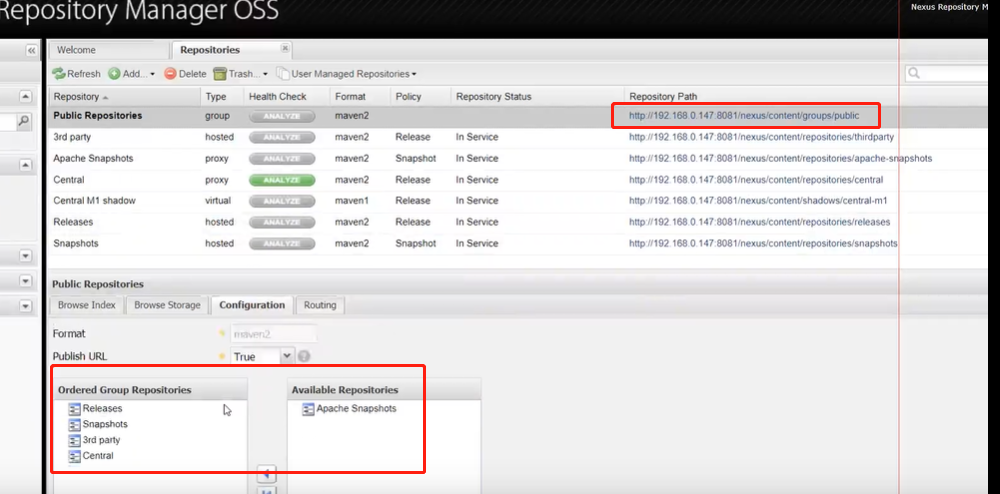 Repository Manager OSS
Nexus Repository M
Welcome Repositories
Refresh Add... Delete Trash... User Managed Repositories
Repository Type Health Check Format Policy Repository Status Repository Path
Public Repositories group ANALYZE maven2 http://192.168.0.147:8081/nexus/content/groups/public
3rd party hosted ANALYZE maven2 Release In Service http://192.168.0.147:8081/nexus/content/repositories/thirdparty
Apache Snapshots proxy ANALYZE maven2 Snapshot In Service http://192.168.0.147:8081/nexus/content/repositories/apache-snapshots
Central proxy ANALYZE maven2 Release In Service http://192.168.0.147:8081/nexus/content/repositories/central
Central M1 shadow virtual ANALYZE maven1 Release In Service http://192.168.0.147:8081/nexus/content/shadows/central-m1
Releases hosted ANALYZE maven2 Release In Service http://192.168.0.147:8081/nexus/content/repositories/releases
Snapshots hosted ANALYZE maven2 Snapshot In Service http://192.168.0.147:8081/nexus/content/repositories/snapshots
Public Repositories
Browse Index Browse Storage Configuration Routing
Format maven2
Publish URL True
Ordered Group Repositories Available Repositories
Releases Apache Snapshots
Snapshots
3rd party
Central